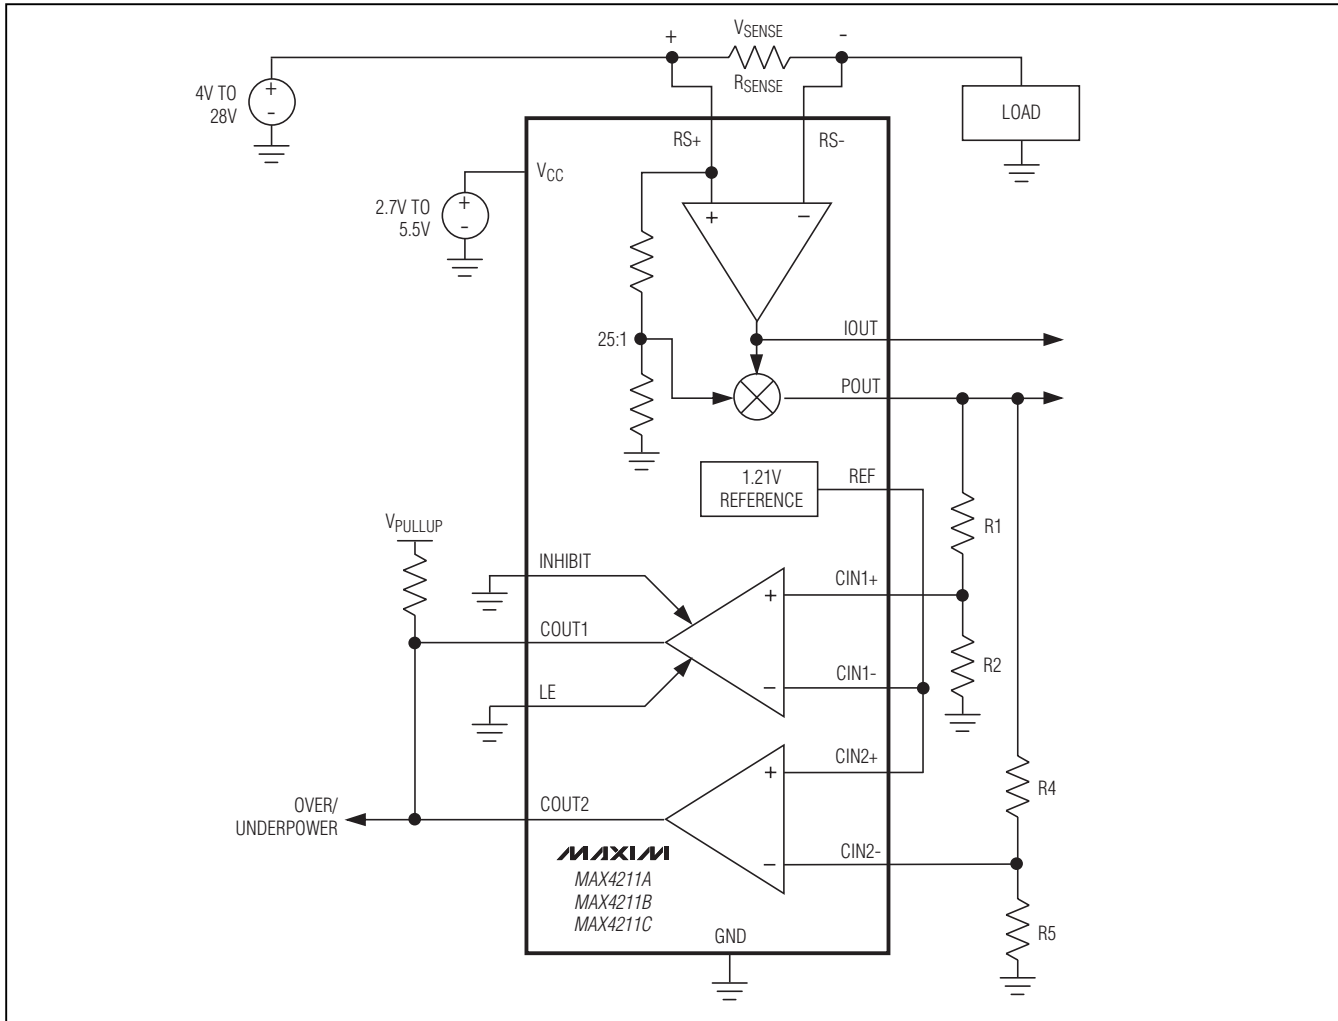 + VSENSE -
RSENSE
4V TO
28V
+
-
LOAD
RS+
RS-
VCC
2.7V TO
5.5V
+
-
+
−
25:1
IOUT
POUT
1.21V
REFERENCE
REF
VPULLUP
R1
INHIBIT
CIN1+
+
COUT1
R2
CIN1-
−
LE
CIN2+
+
R4
OVER/
UNDERPOWER
COUT2
CIN2-
−
MAXIM
MAX4211A
MAX4211B
MAX4211C
R5
GND